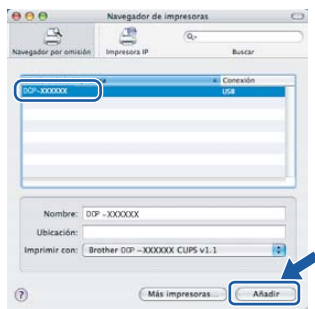 Navegador de impresoras
Navegador por omisión
Impresora IP
Buscar
Conexión
DCP-XXXXXX
USB
Nombre: DCP -XXXXXX
Ubicación:
Imprimir con: Brother DCP -XXXXXX CUPS v1.1
?
Más impresoras...
Añadir